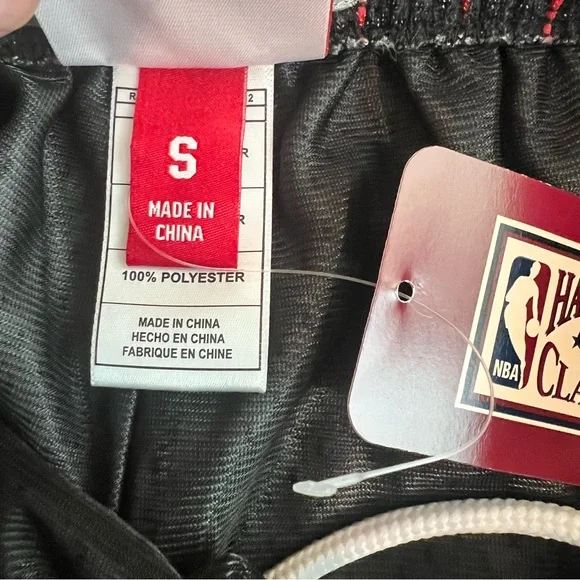 S
MADE IN
CHINA
100% POLYESTER
MADE IN CHINA
HECHO EN CHINA
FABRIQUE EN CHINE
NBA